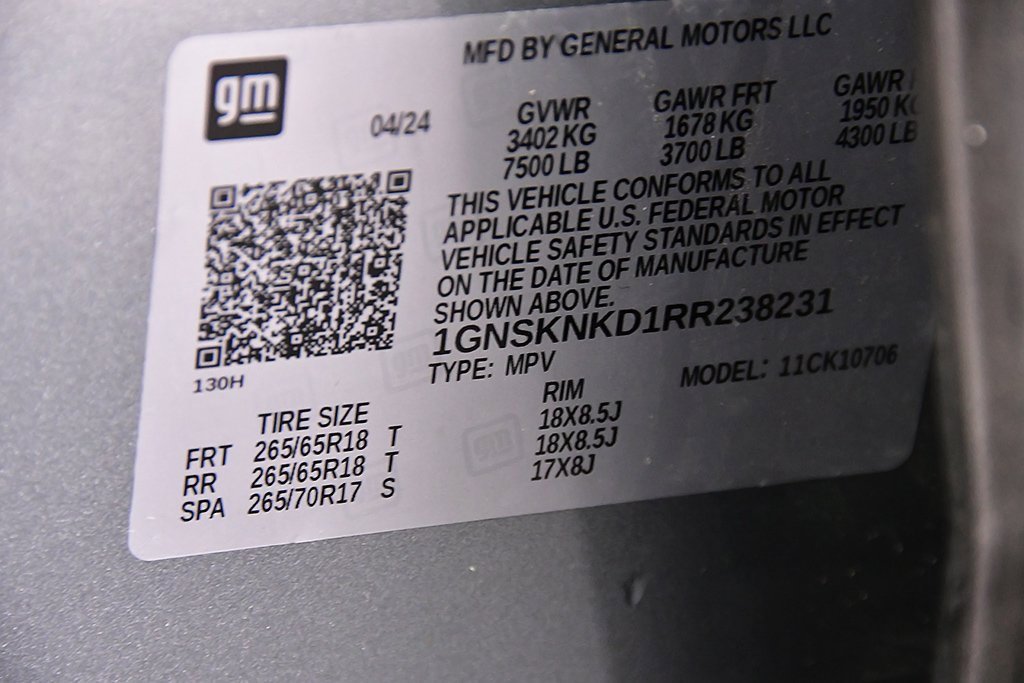 MFD BY GENERAL MOTORS LLC
gm
04/24
GVWR GAWR FRT GAWR
3402 KG 1678 KG 1950
7500 LB 3700 LB 4300 LB
THIS VEHICLE CONFORMS TO ALL
APPLICABLE U.S. FEDERAL MOTOR
VEHICLE SAFETY STANDARDS IN EFFECT
ON THE DATE OF MANUFACTURE
SHOWN ABOVE.
1GNSKNKD1RR238231
TYPE: MPV MODEL: 11CK10706
130H
TIRE SIZE RIM
FRT 265/65R18 T 18X8.5J
RR 265/65R18 T 18X8.5J
SPA 265/70R17 S 17X8J